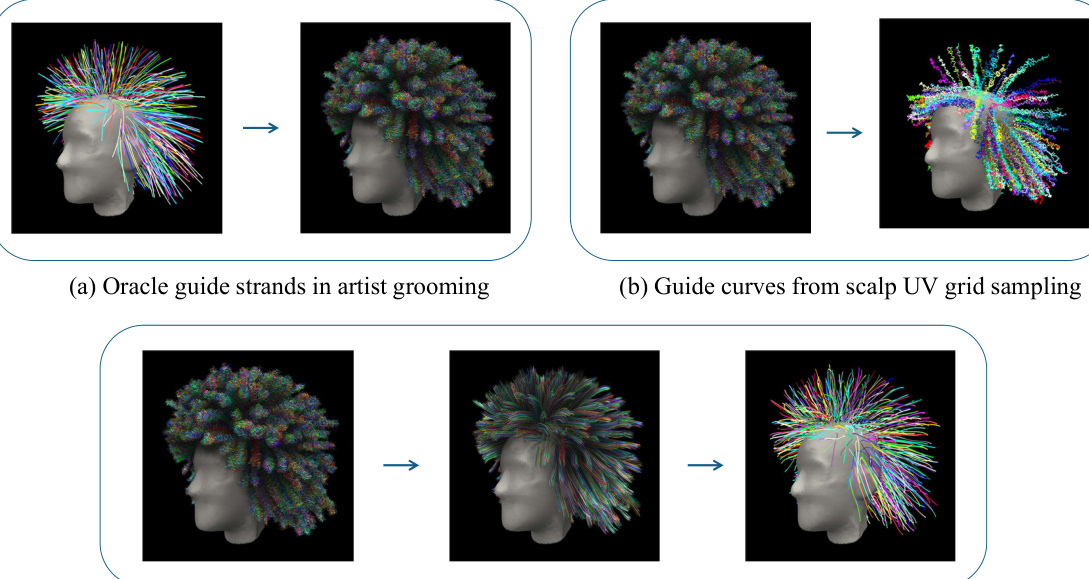 (a) Oracle guide strands in artist grooming
(b) Guide curves from scalp UV grid sampling